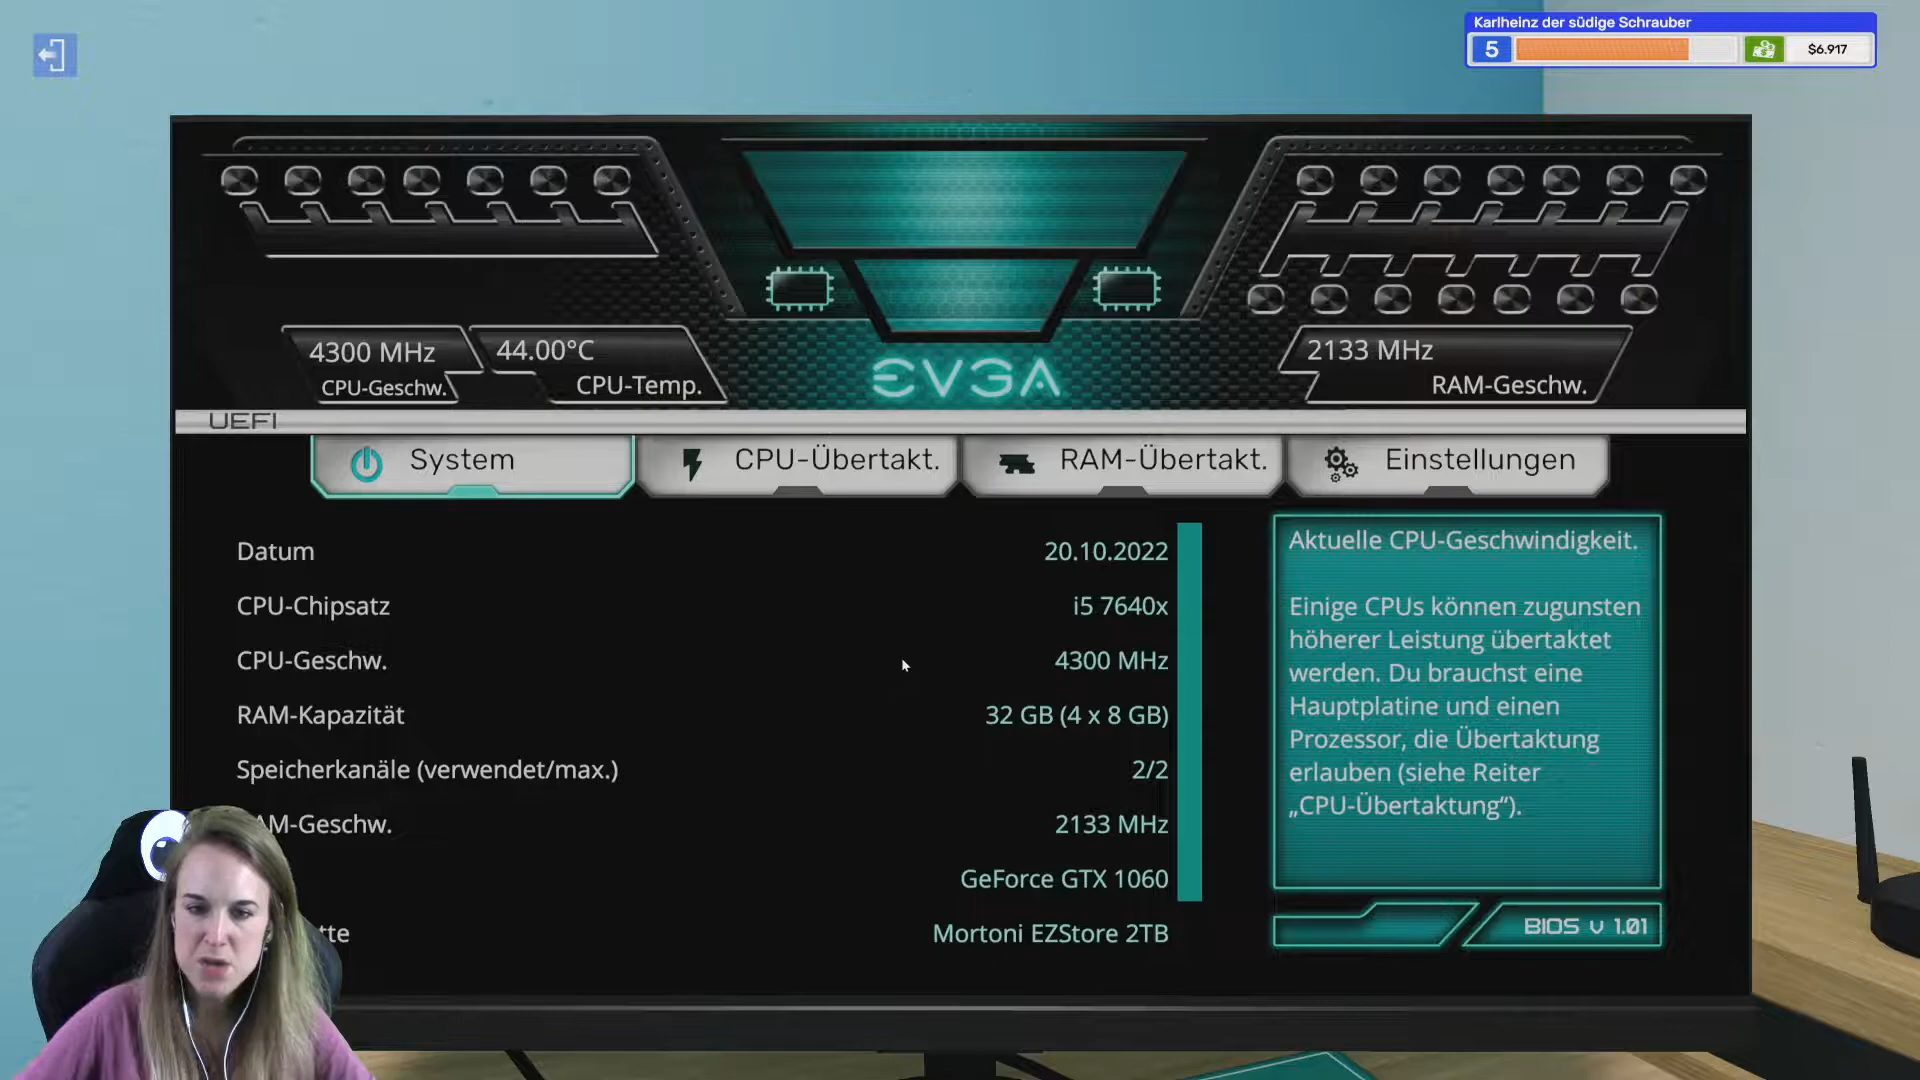 Karlheinz der südige Schrauber
5
$6.917
4300 MHz
CPU-Geschw.
44.00°C
CPU-Temp.
EVGA
2133 MHz
RAM-Geschw.
UEFI
System
CPU-Übertakt.
RAM-Übertakt.
Einstellungen
Datum 20.10.2022
CPU-Chipsatz i5 7640x
CPU-Geschw. 4300 MHz
RAM-Kapazität 32 GB (4 x 8 GB)
Speicherkanäle (verwendet/max.) 2/2
AM-Geschw. 2133 MHz
GeForce GTX 1060
tte Mortoni EZStore 2TB
Aktuelle CPU-Geschwindigkeit.
Einige CPUs können zugunsten
höherer Leistung übertaktet
werden. Du brauchst eine
Hauptplatine und einen
Prozessor, die Übertaktung
erlauben (siehe Reiter
„CPU-Übertaktung“).
BIOS v 1.01